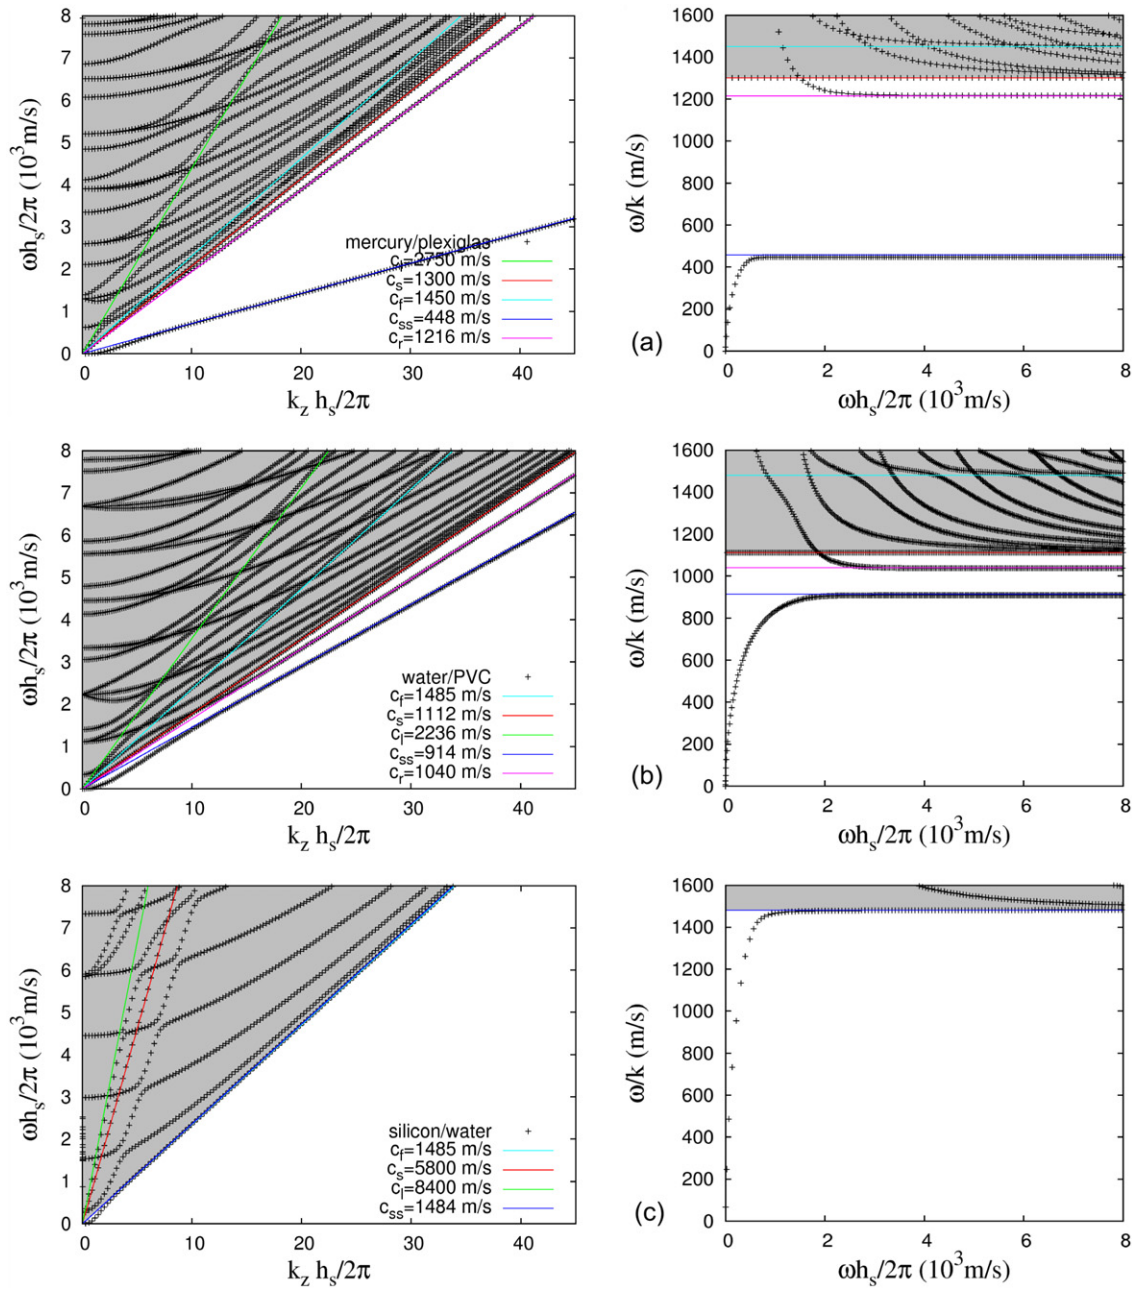 8
7
6
5
4
3
2
1
0
ωhₛ/2π (10³m/s)
mercury/plexiglas +
cₗ=2750 m/s
cₛ=1300 m/s
c_f=1450 m/s
cₛₛ=448 m/s
cᵣ=1216 m/s
0 10 20 30 40
k_z hₛ/2π
1600
1400
1200
1000
800
600
400
200
0
ω/k (m/s)
(a)
0 2 4 6 8
ωhₛ/2π (10³m/s)
8
7
6
5
4
3
2
1
0
ωhₛ/2π (10³m/s)
water/PVC +
c_f=1485 m/s
cₛ=1112 m/s
cₗ=2236 m/s
cₛₛ=914 m/s
cᵣ=1040 m/s
0 10 20 30 40
k_z hₛ/2π
1600
1400
1200
1000
800
600
400
200
0
ω/k (m/s)
(b)
0 2 4 6 8
ωhₛ/2π (10³m/s)
8
7
6
5
4
3
2
1
0
ωhₛ/2π (10³m/s)
silicon/water +
c_f=1485 m/s
cₛ=5800 m/s
cₗ=8400 m/s
cₛₛ=1484 m/s
0 10 20 30 40
k_z hₛ/2π
1600
1400
1200
1000
800
600
400
200
0
ω/k (m/s)
(c)
0 2 4 6 8
ωhₛ/2π (10³m/s)